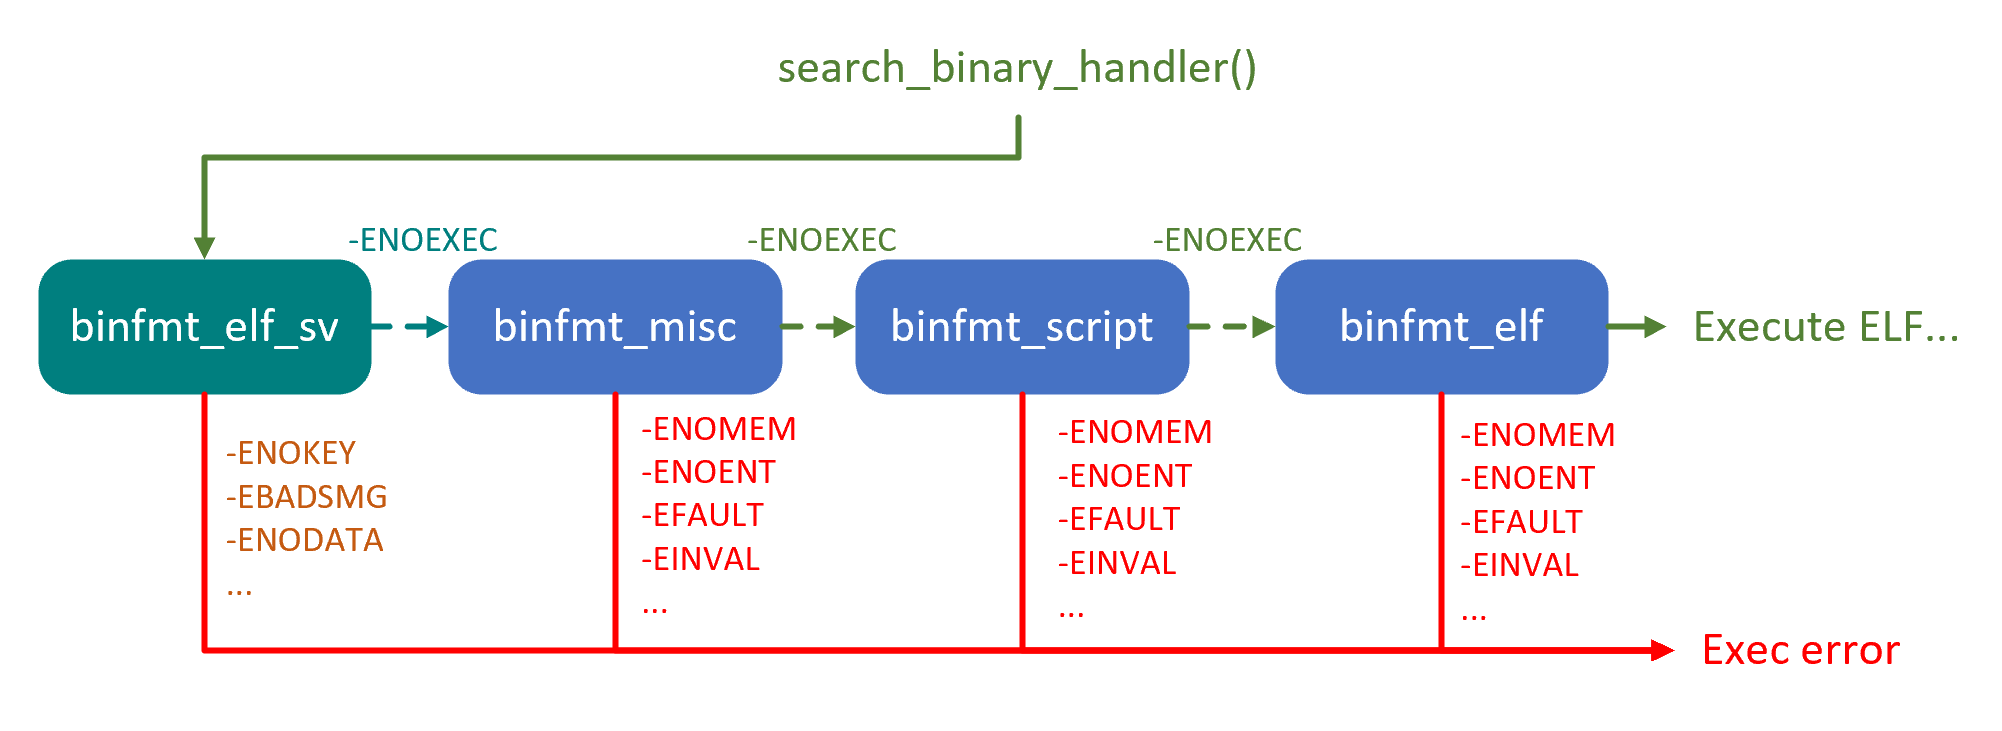 search_binary_handler()
-ENOEXEC
-ENOEXEC
-ENOEXEC
binfmt_elf_sv
binfmt_misc
binfmt_script
binfmt_elf
Execute ELF...
-ENOKEY
-EBADSMG
-ENODATA
...
-ENOMEM
-ENOENT
-EFAULT
-EINVAL
...
-ENOMEM
-ENOENT
-EFAULT
-EINVAL
...
-ENOMEM
-ENOENT
-EFAULT
-EINVAL
...
Exec error